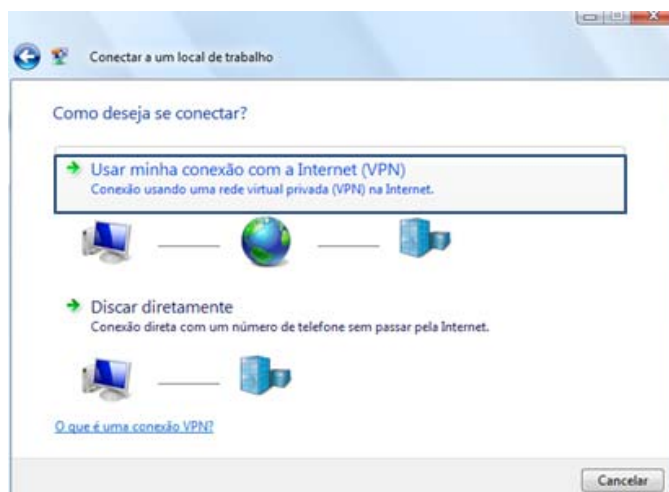 Conectar a um local de trabalho
Como deseja se conectar?
Usar minha conexão com a Internet (VPN)
Conexão usando uma rede virtual privada (VPN) na Internet.
Discar diretamente
Conexão direta com um número de telefone sem passar pela Internet.
O que é uma conexão VPN?
Cancelar